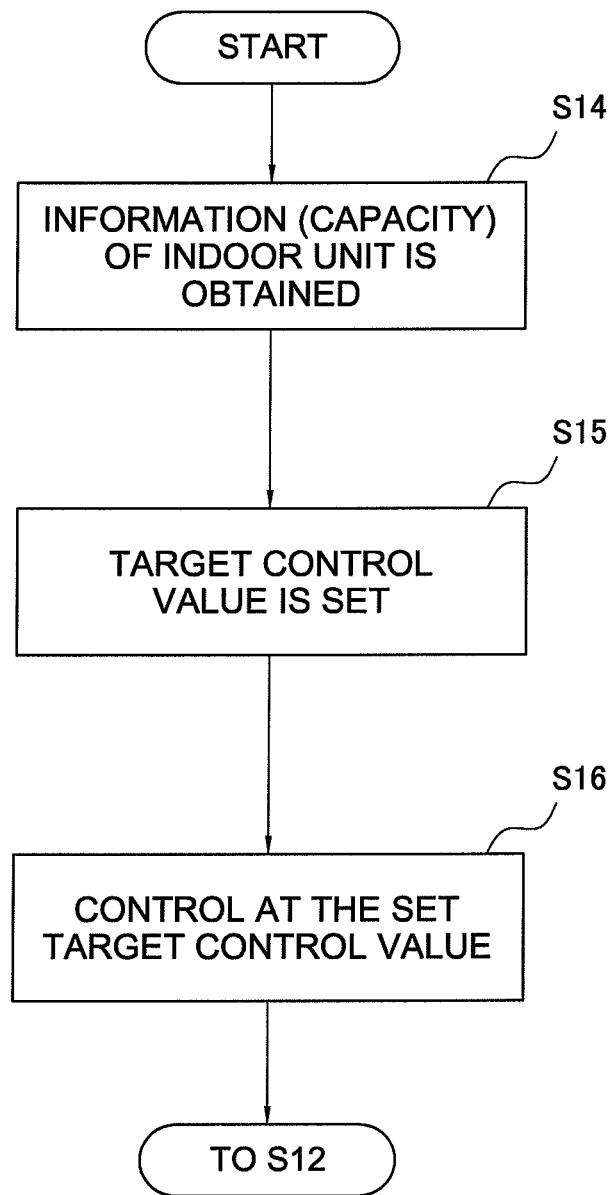 START
S14
INFORMATION (CAPACITY)
OF INDOOR UNIT IS
OBTAINED
S15
TARGET CONTROL
VALUE IS SET
S16
CONTROL AT THE SET
TARGET CONTROL VALUE
TO S12